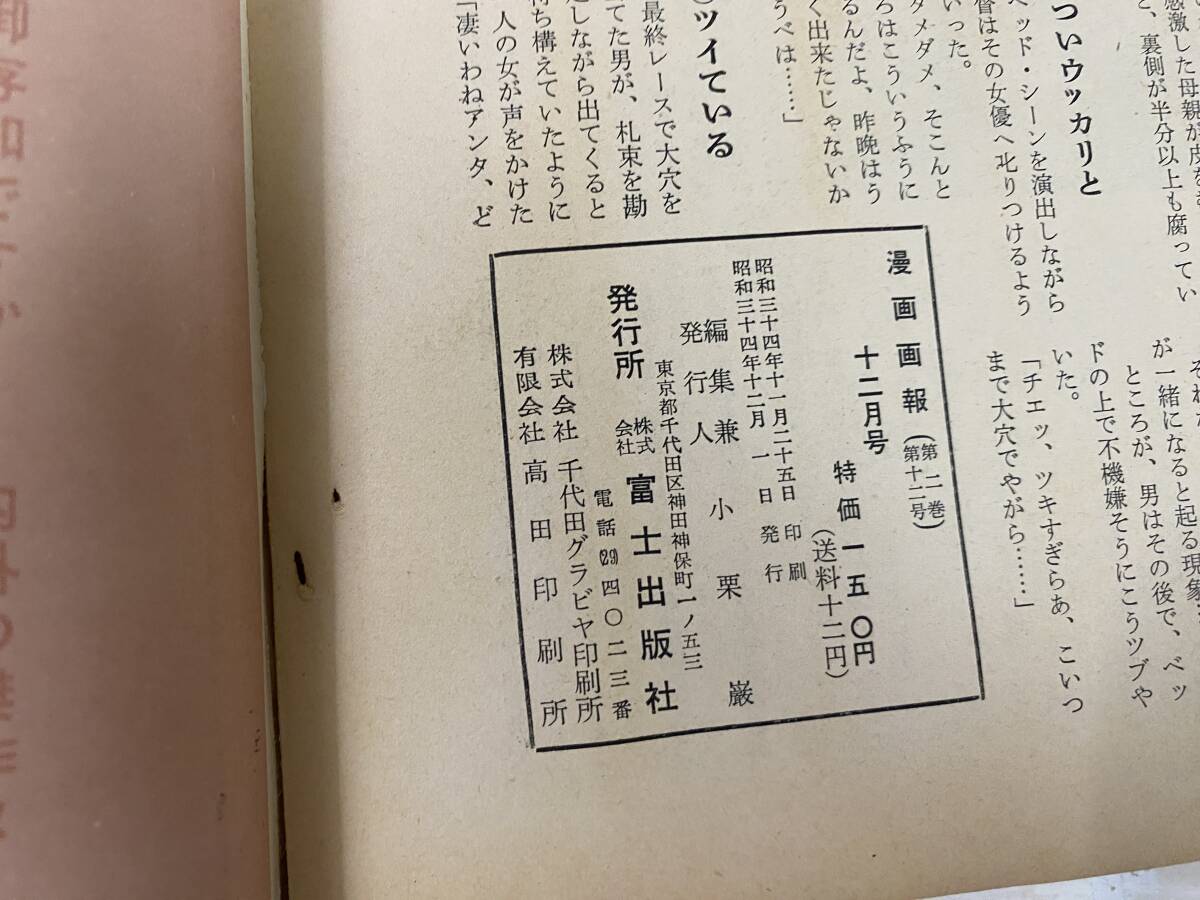 感激した母親が皮をき
と、裏側が半分以上も腐ってい
ついウッカリと
ベッド・シーンを演出しながら
督はその女優へ叱りつけるよう
いった。
ダメダメ、そこんと
ろはこういうふうに
るんだよ、昨晩はう
く出来たじゃないか
うべは……」
ツイている
最終レースで大穴を
てた男が、札束を勘
しながら出てくると
待ち構えていたように
人の女が声をかけた
「凄いわねアンタ、ど
が一緒になると起る現象
ところが、男はその後で、ベッ
ドの上で不機嫌そうにこうツブや
いた。
「チェッ、ツキすぎらあ、こいつ
まで大穴でやがら……」
漫画画報(第二巻 第十二号)
十二月号
特価一五〇円
(送料十二円)
昭和三十四年十一月二十五日 印刷
昭和三十四年十二月 一 日 発行
編集兼
発行人 小栗 巌
東京都千代田区神田神保町一ノ五三
発行所 株式会社 富士出版社
電話(29)四〇二三番
株式会社 千代田グラビヤ印刷所
有限会社 高田印刷所